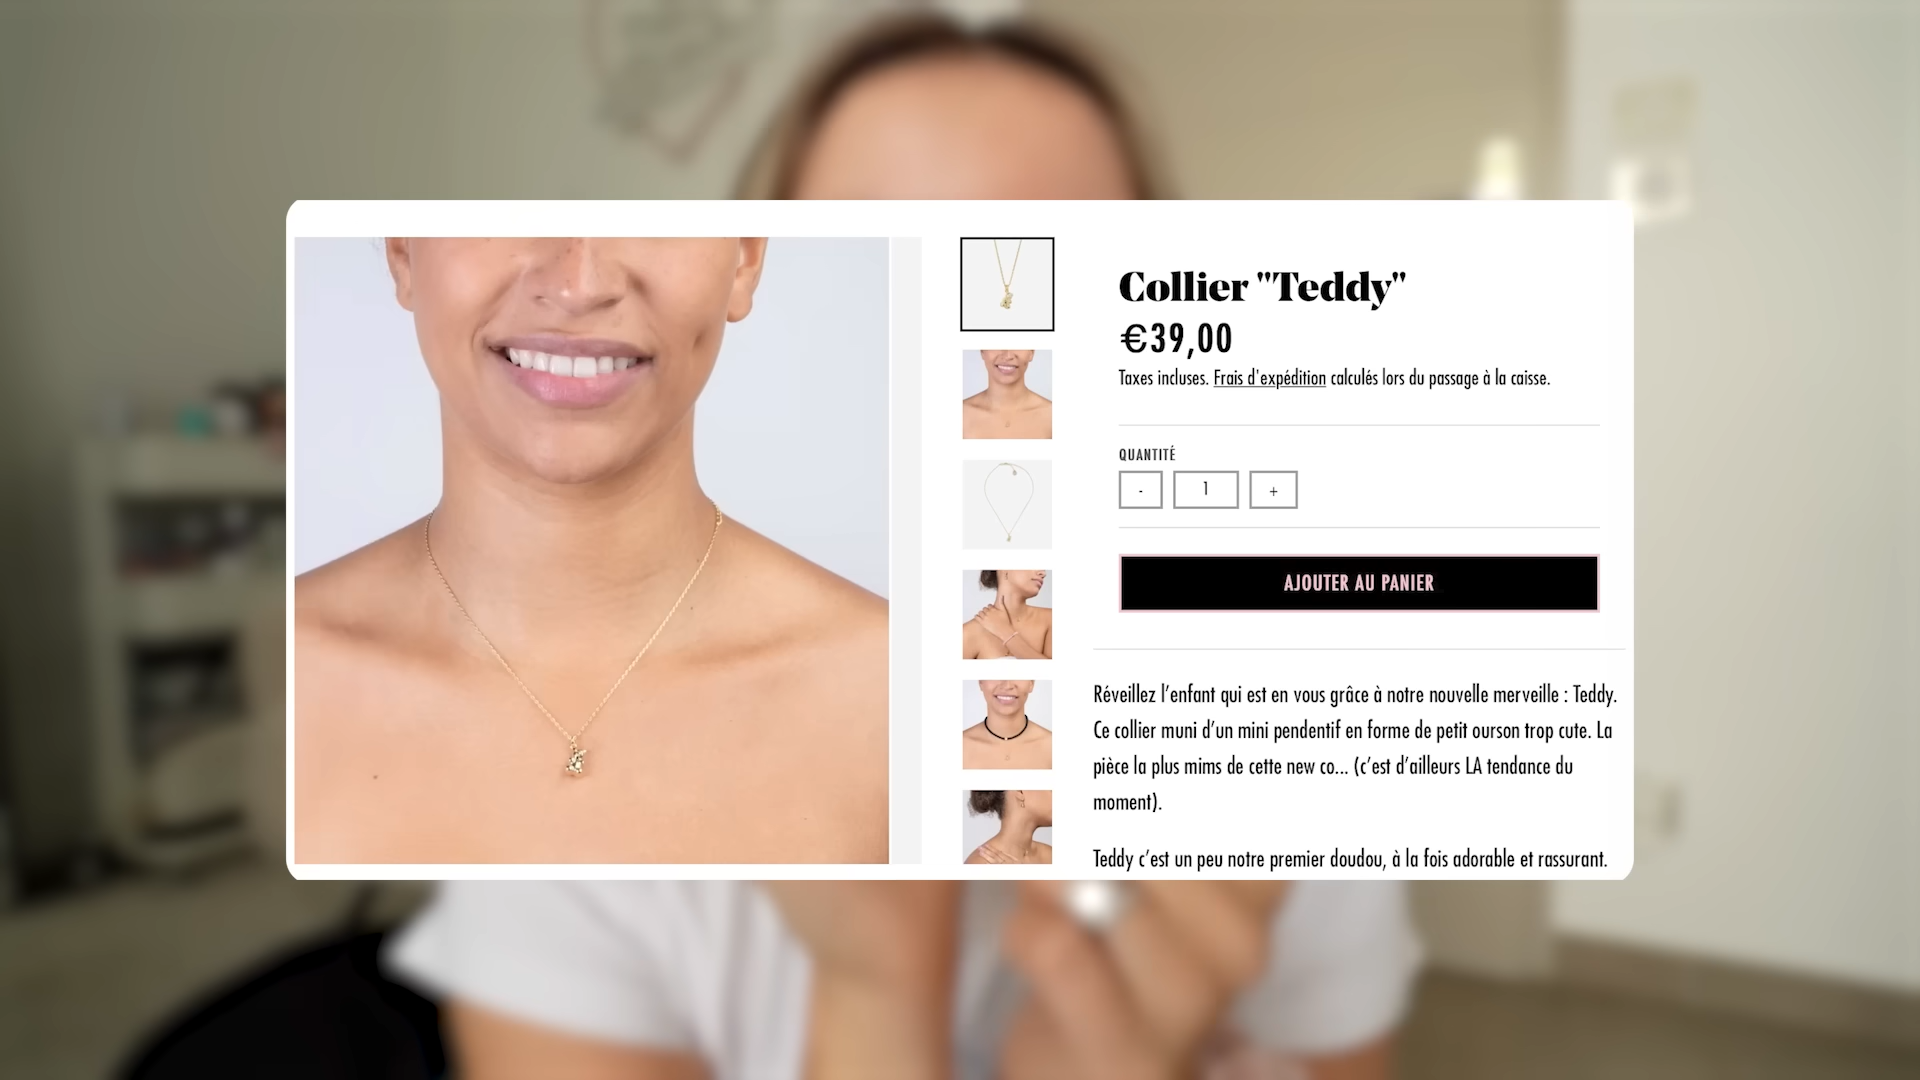 Collier "Teddy"
€39,00
Taxes incluses. Frais d'expédition calculés lors du passage à la caisse.
QUANTITÉ
- 1 +
AJOUTER AU PANIER
Réveillez l’enfant qui est en vous grâce à notre nouvelle merveille : Teddy.
Ce collier muni d’un mini pendentif en forme de petit ourson trop cute. La
pièce la plus mims de cette new co... (c’est d’ailleurs LA tendance du
moment).
Teddy c’est un peu notre premier doudou, à la fois adorable et rassurant.